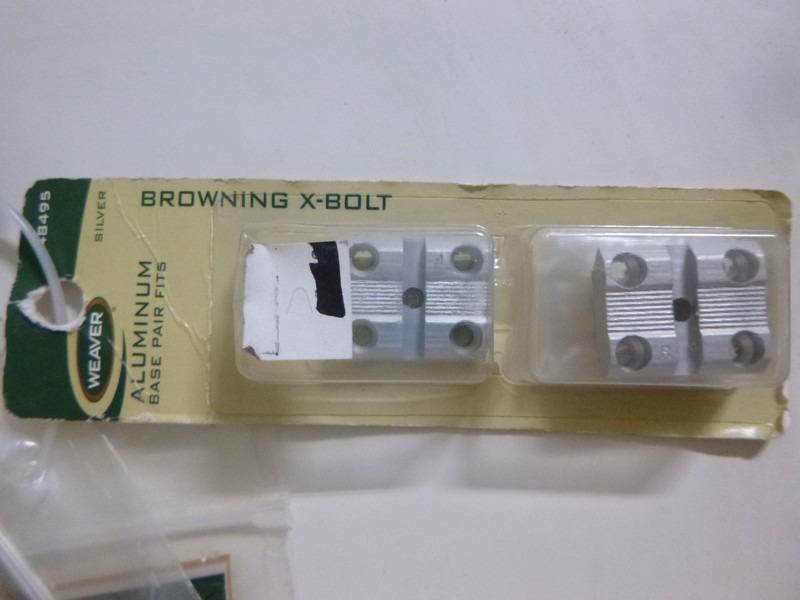 48495
SILVER
BROWNING X-BOLT
WEAVER
ALUMINUM
BASE PAIR FITS